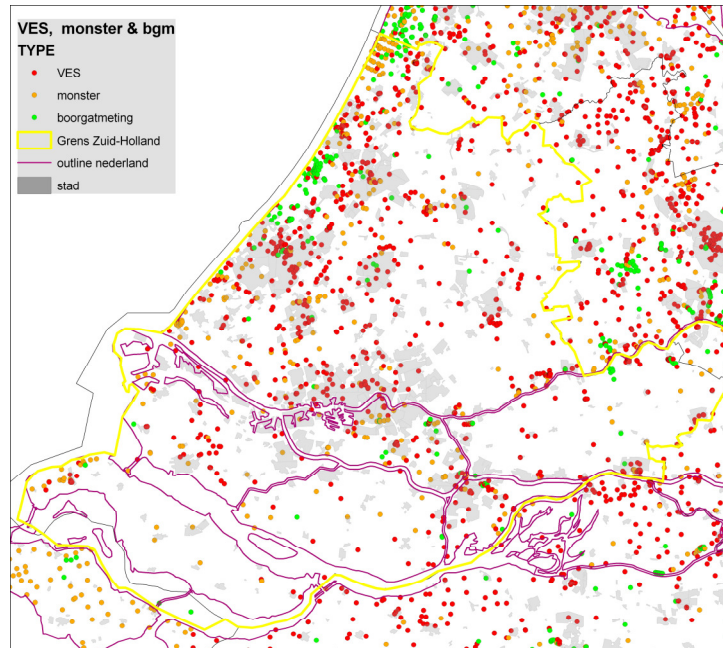 VES, monster & bgm
TYPE
VES
monster
boorgatmeting
Grens Zuid-Holland
outline nederland
stad